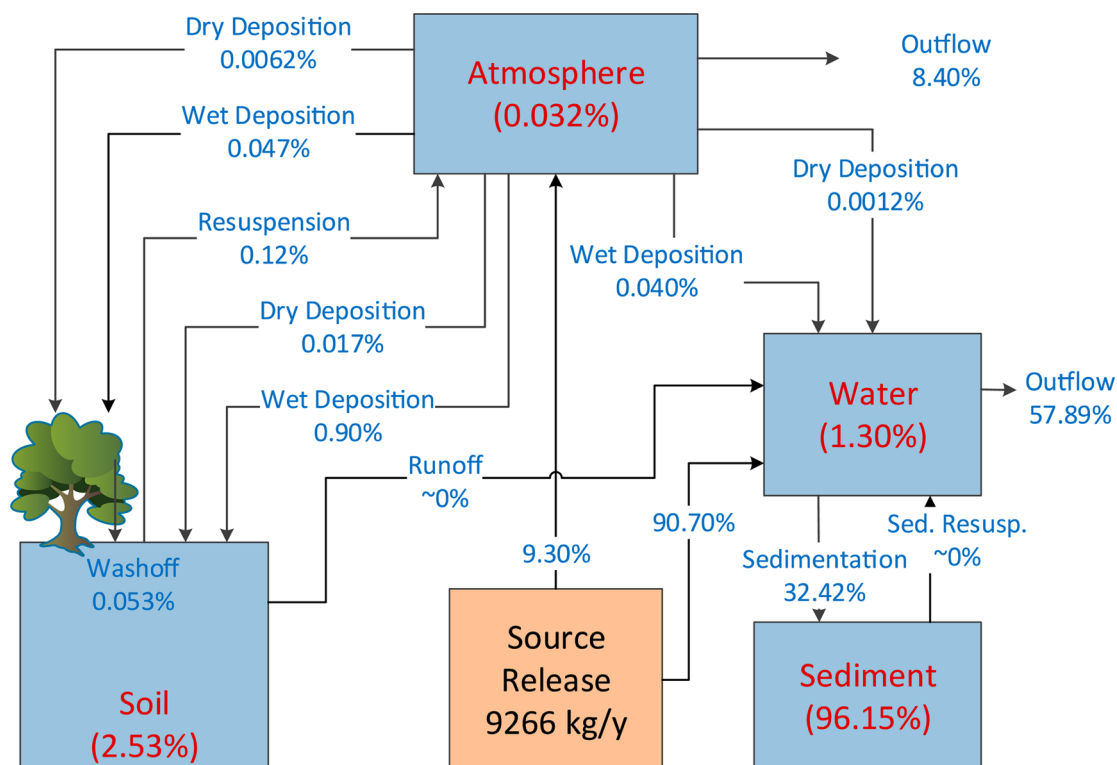 Dry Deposition
0.0062%
Atmosphere
(0.032%)
Outflow
8.40%
Wet Deposition
0.047%
Dry Deposition
0.0012%
Resuspension
0.12%
Wet Deposition
0.040%
Dry Deposition
0.017%
Wet Deposition
0.90%
Water
(1.30%)
Outflow
57.89%
Runoff
~0%
90.70%
Sed. Resusp.
~0%
9.30%
Sedimentation
32.42%
Washoff
0.053%
Source
Release
9266 kg/y
Soil
(2.53%)
Sediment
(96.15%)